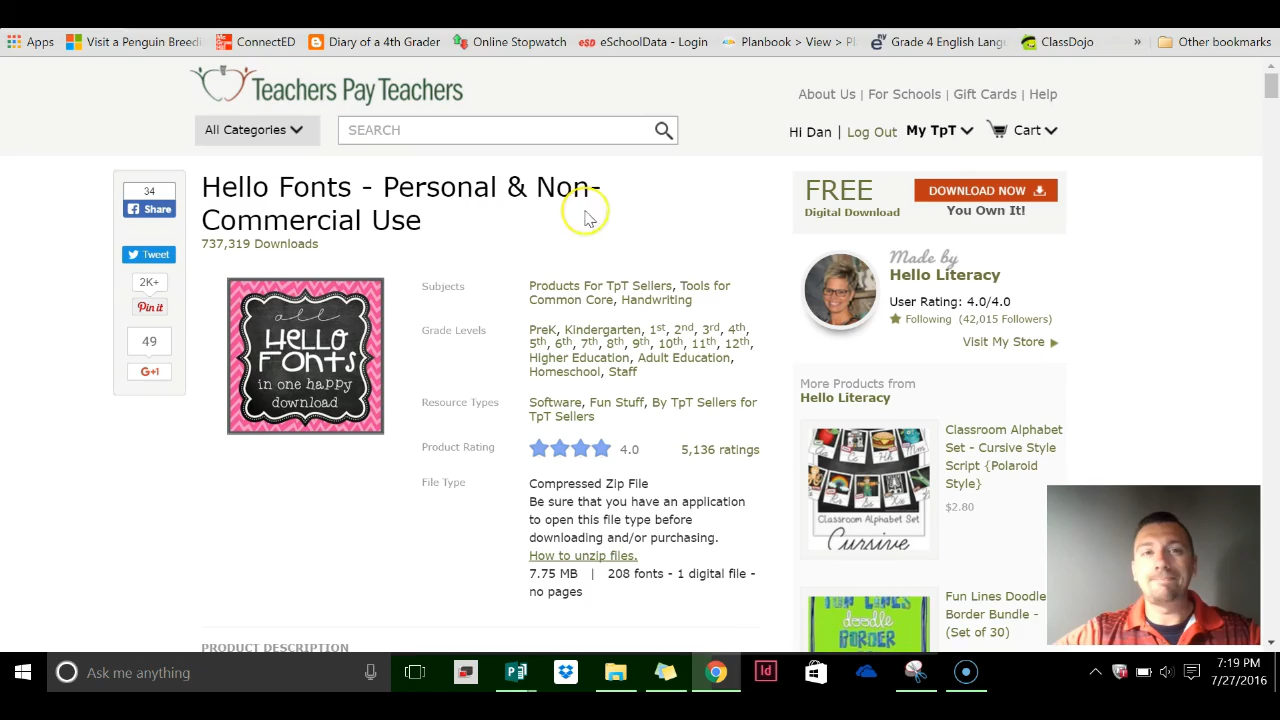 Apps
Visit a Penguin Breedi
ConnectED
Diary of a 4th Grader
Online Stopwatch
esD eSchoolData - Login
Planbook > View > Pl
Grade 4 English Langu
ClassDojo
»
Other bookmarks
Teachers Pay Teachers
About Us | For Schools | Gift Cards | Help
All Categories
SEARCH
Hi Dan | Log Out My TpT Cart
34
Share
Tweet
2K+
Pin it
49
G+1
Hello Fonts - Personal & Non-
Commercial Use
737,319 Downloads
all
HELLO
FONTS
in one happy
download
Subjects
Products For TpT Sellers, Tools for
Common Core, Handwriting
Grade Levels
PreK, Kindergarten, 1st, 2nd, 3rd, 4th,
5th, 6th, 7th, 8th, 9th, 10th, 11th, 12th,
Higher Education, Adult Education,
Homeschool, Staff
Resource Types
Software, Fun Stuff, By TpT Sellers for
TpT Sellers
Product Rating
4.0 5,136 ratings
File Type
Compressed Zip File
Be sure that you have an application
to open this file type before
downloading and/or purchasing.
How to unzip files.
7.75 MB | 208 fonts - 1 digital file -
no pages
PRODUCT DESCRIPTION
FREE
Digital Download
DOWNLOAD NOW
You Own It!
Made by
Hello Literacy
User Rating: 4.0/4.0
Following (42,015 Followers)
Visit My Store
More Products from
Hello Literacy
Classroom Alphabet Set
Cursive
Classroom Alphabet
Set - Cursive Style
Script {Polaroid
Style}
$2.80
FUN LINES
doodle
BORDER
Fun Lines Doodle
Border Bundle -
(Set of 30)
Ask me anything
Id
7:19 PM
7/27/2016